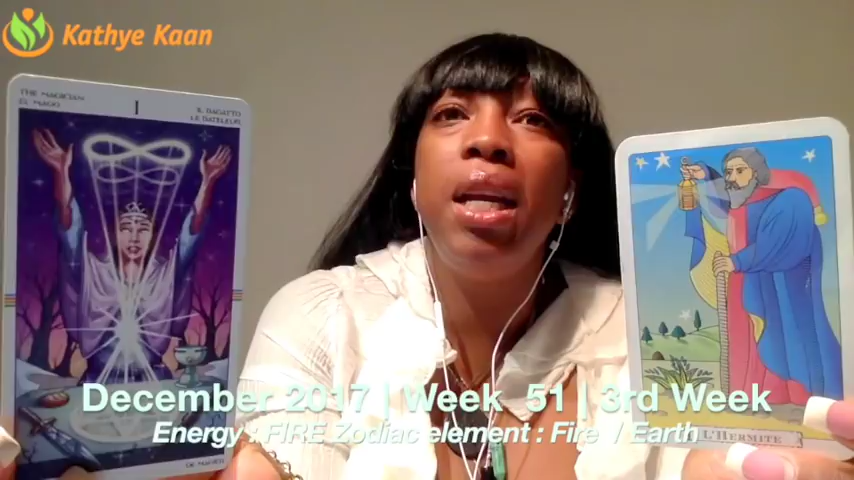 Kathye Kaan
THE MAGICIAN
EL MAGO
I
IL BAGATTO
LE BATELEUR
December 2017 | Week 51 | 3rd Week
Energy : FIRE Zodiac element : Fire / Earth
L'HERMITE